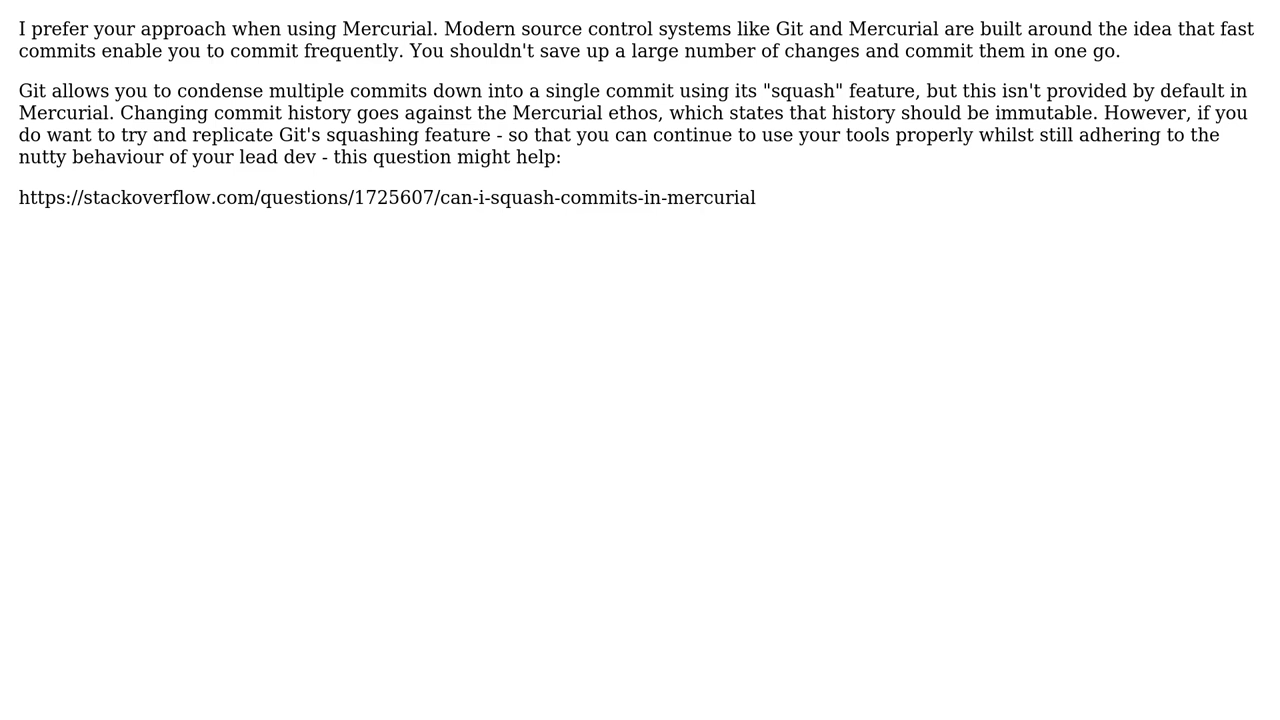 I prefer your approach when using Mercurial. Modern source control systems like Git and Mercurial are built around the idea that fast
commits enable you to commit frequently. You shouldn't save up a large number of changes and commit them in one go.
Git allows you to condense multiple commits down into a single commit using its "squash" feature, but this isn't provided by default in
Mercurial. Changing commit history goes against the Mercurial ethos, which states that history should be immutable. However, if you
do want to try and replicate Git's squashing feature - so that you can continue to use your tools properly whilst still adhering to the
nutty behaviour of your lead dev - this question might help:
https://stackoverflow.com/questions/1725607/can-i-squash-commits-in-mercurial